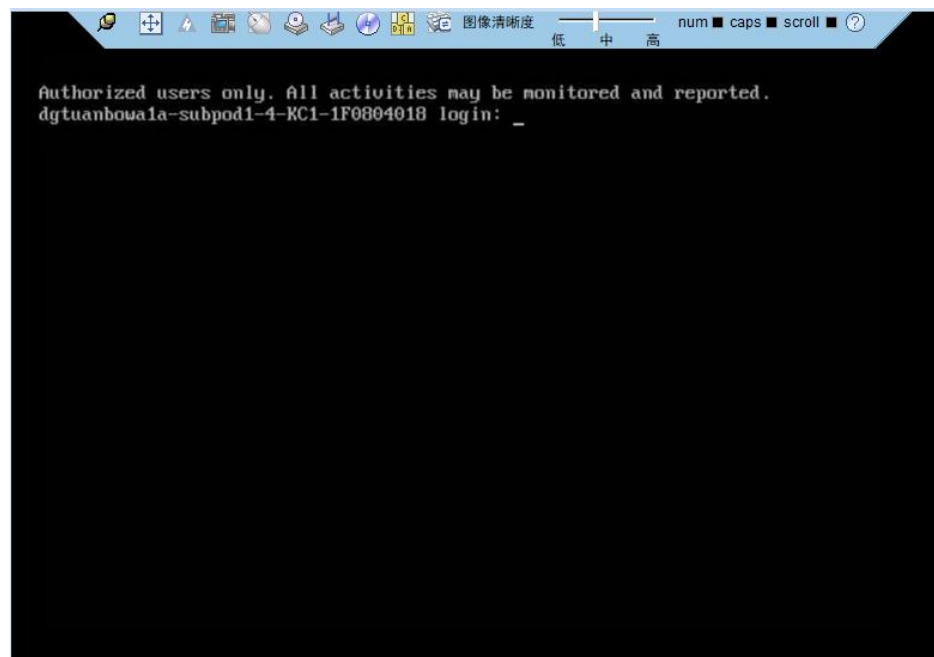 图像清晰度 低 中 高 num caps scroll ?
Authorized users only. All activities may be monitored and reported.
dgtuanbowa1a-subpod1-4-KC1-1F0804018 login: _